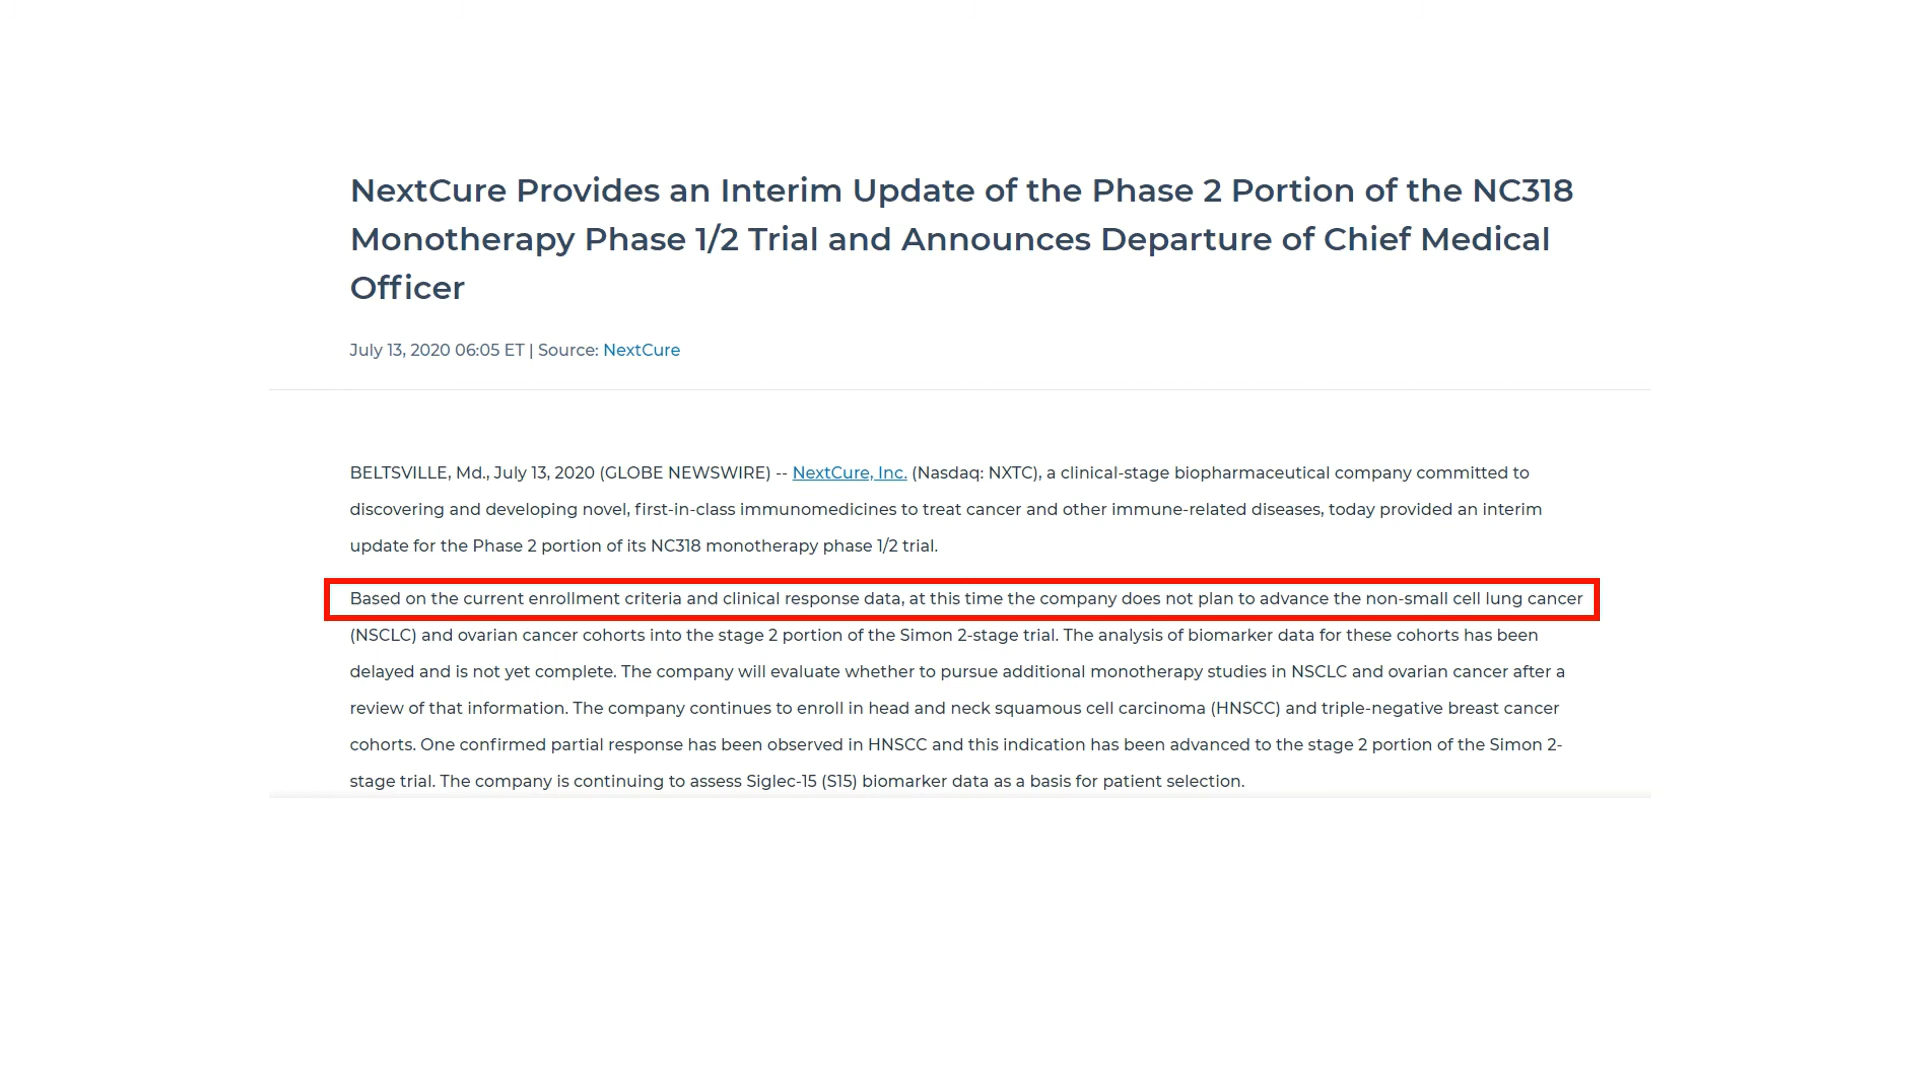 NextCure Provides an Interim Update of the Phase 2 Portion of the NC318
Monotherapy Phase 1/2 Trial and Announces Departure of Chief Medical
Officer
July 13, 2020 06:05 ET | Source: NextCure
BELTSVILLE, Md., July 13, 2020 (GLOBE NEWSWIRE) -- NextCure, Inc. (Nasdaq: NXTC), a clinical-stage biopharmaceutical company committed to
discovering and developing novel, first-in-class immunomedicines to treat cancer and other immune-related diseases, today provided an interim
update for the Phase 2 portion of its NC318 monotherapy phase 1/2 trial.
Based on the current enrollment criteria and clinical response data, at this time the company does not plan to advance the non-small cell lung cancer
(NSCLC) and ovarian cancer cohorts into the stage 2 portion of the Simon 2-stage trial. The analysis of biomarker data for these cohorts has been
delayed and is not yet complete. The company will evaluate whether to pursue additional monotherapy studies in NSCLC and ovarian cancer after a
review of that information. The company continues to enroll in head and neck squamous cell carcinoma (HNSCC) and triple-negative breast cancer
cohorts. One confirmed partial response has been observed in HNSCC and this indication has been advanced to the stage 2 portion of the Simon 2-
stage trial. The company is continuing to assess Siglec-15 (S15) biomarker data as a basis for patient selection.